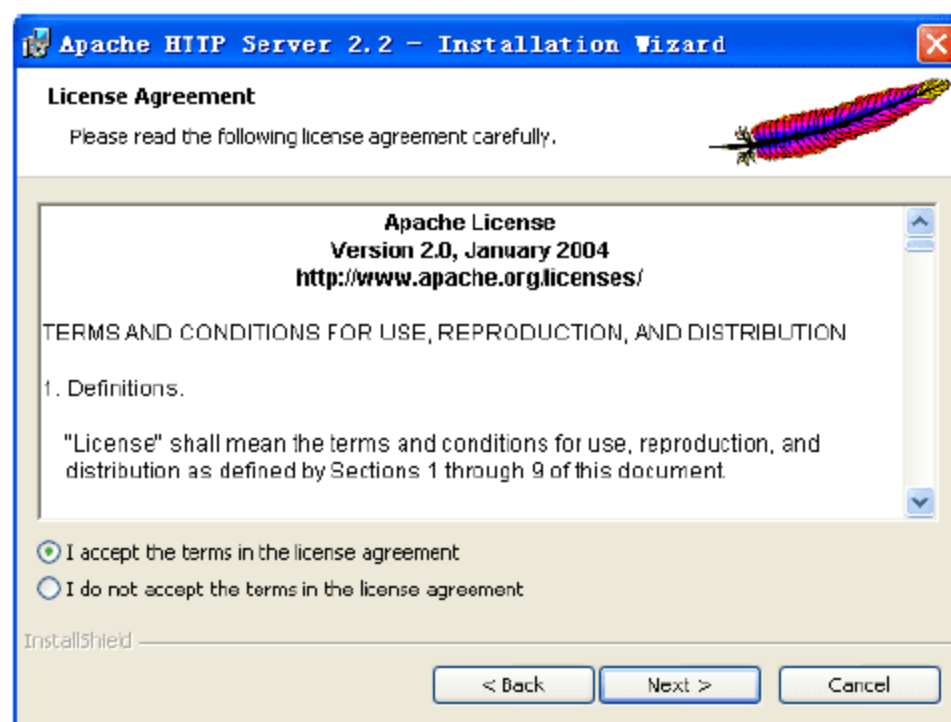 Apache HTTP Server 2.2 - Installation Wizard
License Agreement
Please read the following license agreement carefully.
Apache License
Version 2.0, January 2004
http://www.apache.org/licenses/
TERMS AND CONDITIONS FOR USE, REPRODUCTION, AND DISTRIBUTION
1. Definitions.
"License" shall mean the terms and conditions for use, reproduction, and
distribution as defined by Sections 1 through 9 of this document.
I accept the terms in the license agreement
I do not accept the terms in the license agreement
InstallShield
< Back
Next >
Cancel